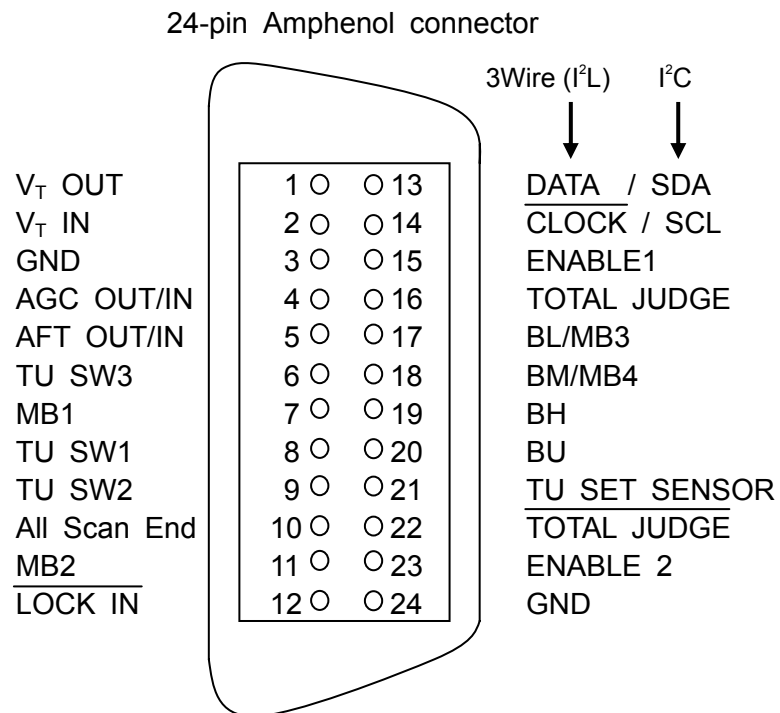 24-pin Amphenol connector
3Wire (I²L) I²C
V_T OUT 1 13 DATA / SDA
V_T IN 2 14 CLOCK / SCL
GND 3 15 ENABLE1
AGC OUT/IN 4 16 TOTAL JUDGE
AFT OUT/IN 5 17 BL/MB3
TU SW3 6 18 BM/MB4
MB1 7 19 BH
TU SW1 8 20 BU
TU SW2 9 21 TU SET SENSOR
All Scan End 10 22 TOTAL JUDGE
MB2 11 23 ENABLE 2
LOCK IN 12 24 GND